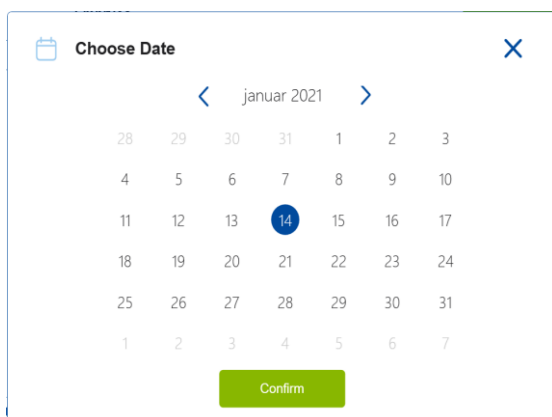 Choose Date
januar 2021
28 29 30 31 1 2 3
4 5 6 7 8 9 10
11 12 13 14 15 16 17
18 19 20 21 22 23 24
25 26 27 28 29 30 31
1 2 3 4 5 6 7
Confirm